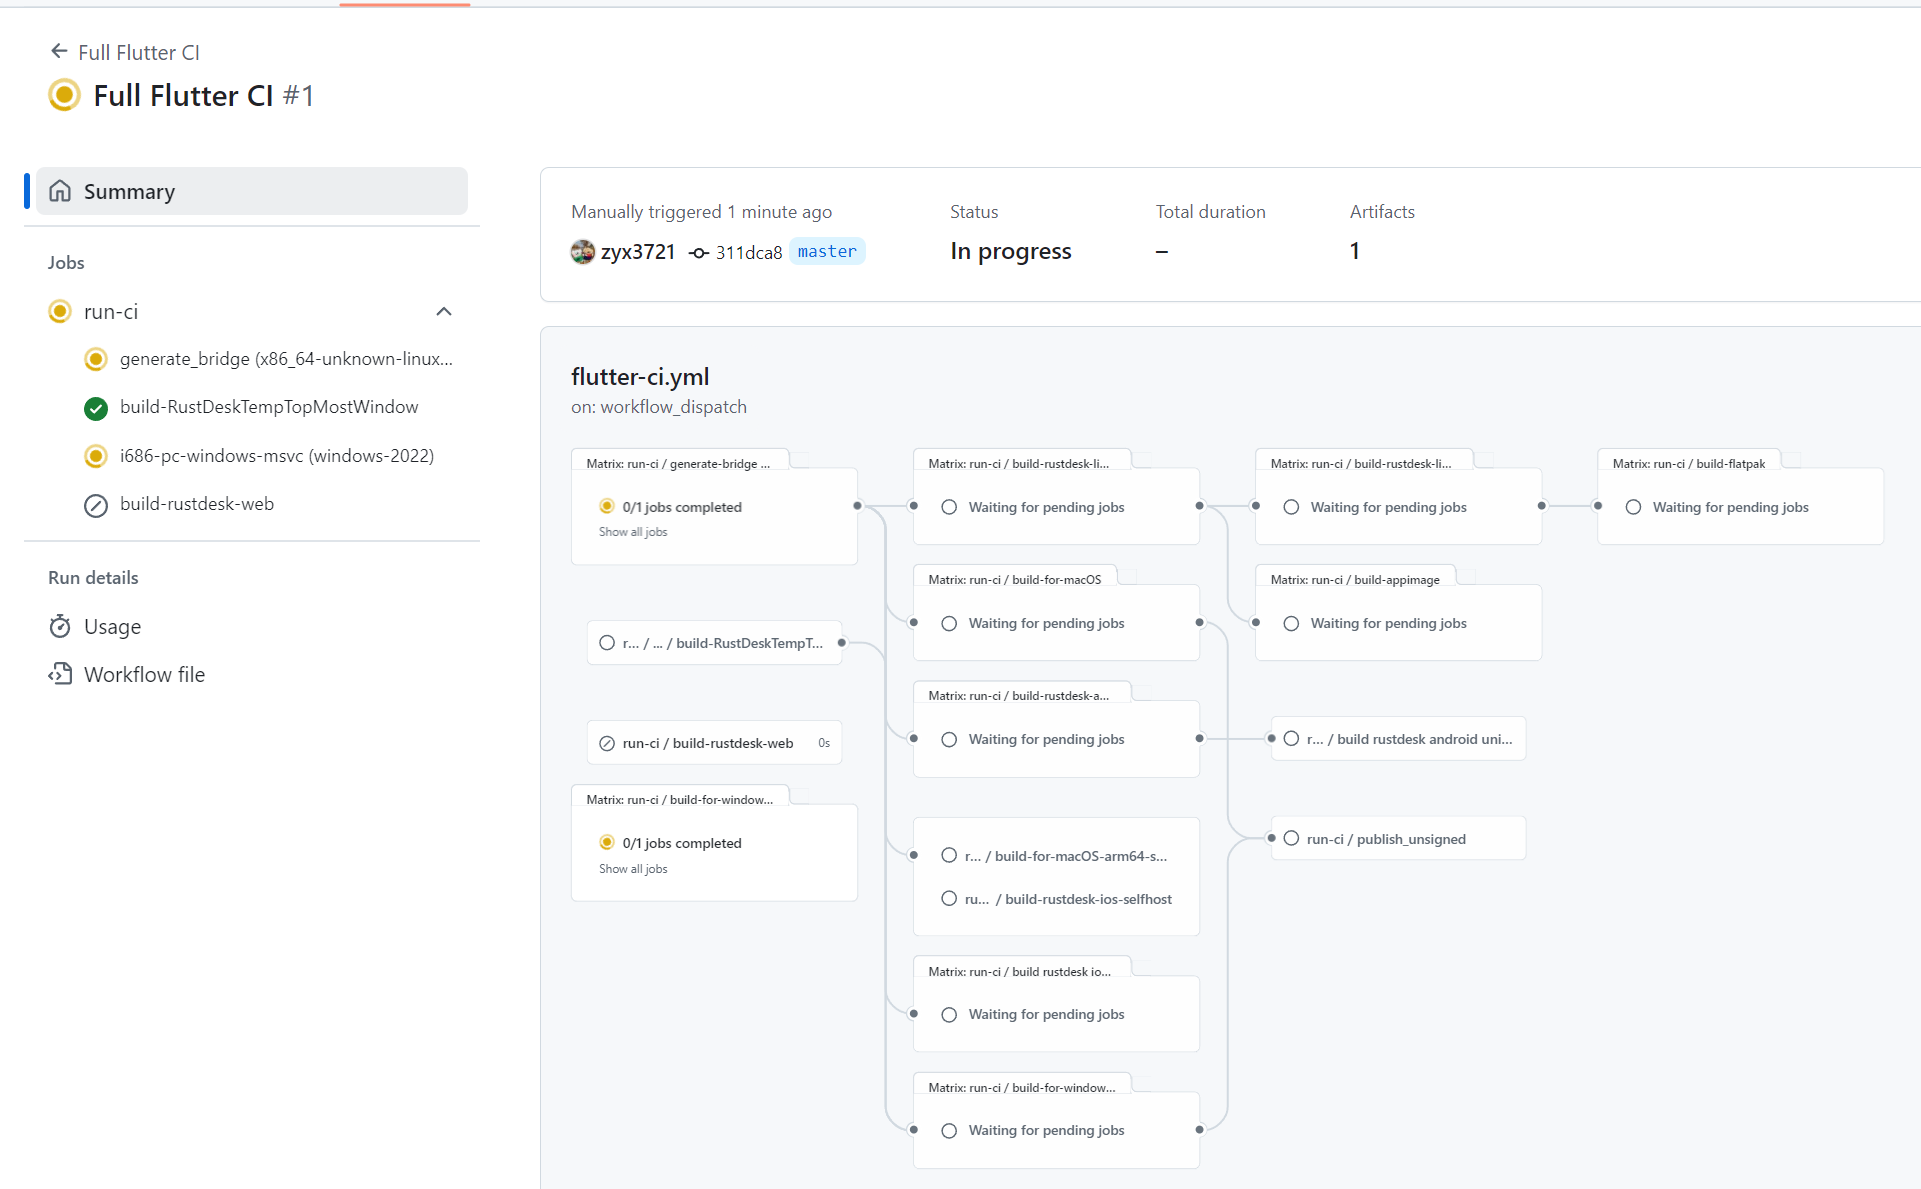 Full Flutter CI
Full Flutter CI #1
Summary
Jobs
run-ci
generate_bridge (x86_64-unknown-linux...
build-RustDeskTempTopMostWindow
i686-pc-windows-msvc (windows-2022)
build-rustdesk-web
Run details
Usage
Workflow file
Manually triggered 1 minute ago
zyx3721 311dca8 master
Status
In progress
Total duration
–
Artifacts
1
flutter-ci.yml
on: workflow_dispatch
Matrix: run-ci / generate-bridge ...
0/1 jobs completed
Show all jobs
r... / ... / build-RustDeskTempT...
run-ci / build-rustdesk-web 0s
Matrix: run-ci / build-for-window...
0/1 jobs completed
Show all jobs
Matrix: run-ci / build-rustdesk-li...
Waiting for pending jobs
Matrix: run-ci / build-for-macOS
Waiting for pending jobs
Matrix: run-ci / build-rustdesk-a...
Waiting for pending jobs
r... / build-for-macOS-arm64-s...
ru... / build-rustdesk-ios-selfhost
Matrix: run-ci / build rustdesk io...
Waiting for pending jobs
Matrix: run-ci / build-for-window...
Waiting for pending jobs
Matrix: run-ci / build-rustdesk-li...
Waiting for pending jobs
Matrix: run-ci / build-appimage
Waiting for pending jobs
r... / build rustdesk android uni...
run-ci / publish_unsigned
Matrix: run-ci / build-flatpak
Waiting for pending jobs